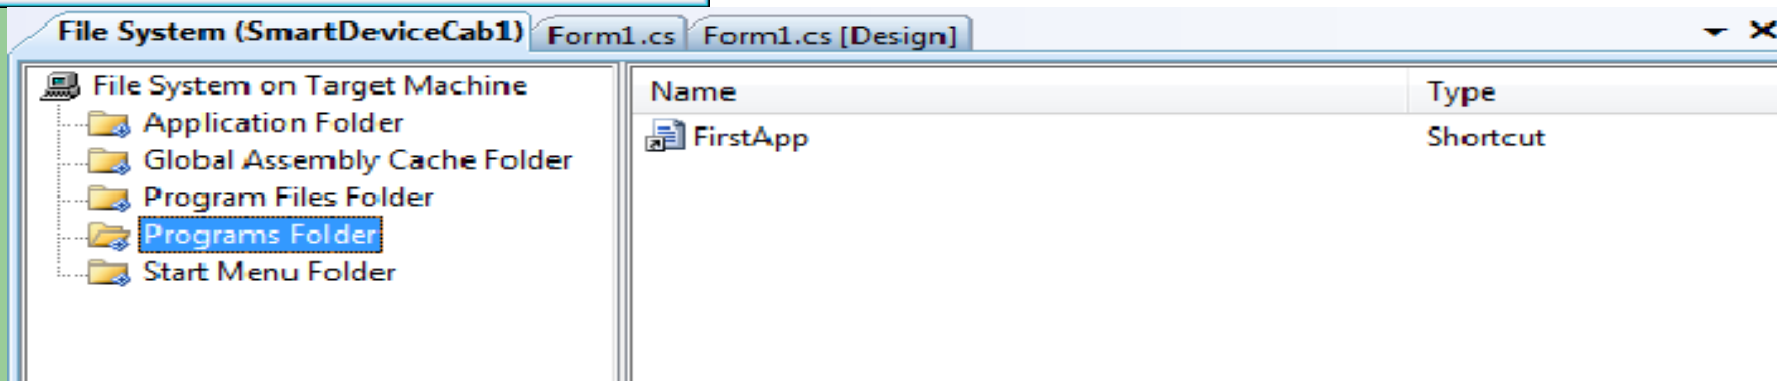 File System (SmartDeviceCab1) Form1.cs Form1.cs [Design]
File System on Target Machine
Application Folder
Global Assembly Cache Folder
Program Files Folder
Programs Folder
Start Menu Folder
Name Type
FirstApp Shortcut